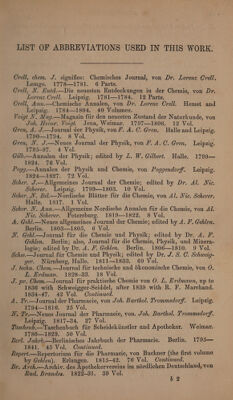 LIST OF ABBREVIATIONS USED IN THIS WORK.
Crell, chem. J. signifies: Chemisches Journal, von Dr. Lorenz Crell.
Lemgo. 1778—1781. 6 Parts.
Crell, N. Entd.—Die neuesten Entdeckungen in der Chemie, von Dr.
Lorenz Crell. Leipzig. 1781—1784. 12 Parts.
Crell, Ann.—Chemische Annalen, von Dr. Lorenz Crell. Hemst and
Leipzig. 1784—1804. 40 Volumes.
Voigt N. Mag.—Magazin für den neuesten Zustand der Naturkunde, von
Joh. Heinr. Voigt. Jena, Weimar. 1797—1806. 12 Vol.
Gren, A. J.—Journal der Physik, von F. A. C. Gren. Halle and Leipzig.
1790—1794. 8 Vol.
Gren, N. J.—Neues Journal der Physik, von F. A. C. Gren. Leipzig.
1795-97. 4 Vol.
Gilb.—Annalen der Physik; edited by L. W. Gilbert. Halle. 1799—
1824. 76 Vol.
Pogg.—Annalen der Physik und Chemie, von Poggendorff. Leipzig.
1824—1827. 72 Vol.
Scher. J.—Allgemeines Journal der Chemie; edited by Dr. Al. Nic.
Scherer. Leipzig. 1799—1803. 10 Vol.
Scher. Nord. Bl.—Nordische Blätter für die Chemie, von Al. Nic. Scherer.
Halle, 1817. 1 Vol.
Scher. N. Ann.—Allgemeine Nordische Annalen für die Chemie, von Al.
Nic. Scherer. Petersburg. 1819—1822. 8 Vol.
A. Gehl.—Neues allgemeines Journal der Chemie; edited by A. F. Gehlen.
Berlin. 1803—1805. 6 Vol.
N. Gehl.—Journal für die Chemie und Physik; edited by Dr. A. F.
Gehlen. Berlin; also, Journal für die Chemie, Physik, und Minera-
logie; edited by Dr. A. F. Gehlen. Berlin. 1806—1810. 9 Vol.
Schw.—Journal für Chemie und Physik; edited by Dr. J. S. C. Schweig-
ger. Nürnberg, Halle. 1811—1833. 69 Vol.
J. techn. Chem.—Journal für technische und ökonomische Chemie, von O.
L. Erdmann. 1828-33. 18 Vol.
J. pr. Chem.—Journal für praktische Chemie von O. L. Erdmann, up to
1836 with Schweigger-Seidel, after 1838 with R. F. Marchand.
1834-47. 42 Vol. Continued.
A. Tr.—Journal der Pharmacie, von Joh. Barthol. Trommsdorff. Leipzig.
1794—1816. 25 Vol.
N. Tr.—Neues Journal der Pharmacie, von Joh. Barthol. Trommsdorff.
Leipzig. 1817-34. 27 Vol.
Taschenb.—Taschenbuch für Scheidekünstler und Apotheker. Weimar.
1780—1829. 50 Vol.
Berl. Jahrb.—Berlinisches Jahrbuch der Pharmacie. Berlin. 1795—
1841. 45 Vol. Continued.
Repert.—Repertorium für die Pharmacie, von Buckner (the first volume
by Gehlen). Erlangen. 1815-42. 76 Vol. Continued.
Br. Arch.—Archiv. des Apothekervereins im nördlichen Deutschland, von
Rud. Brandes. 1822-31. 39 Vol.
b 2